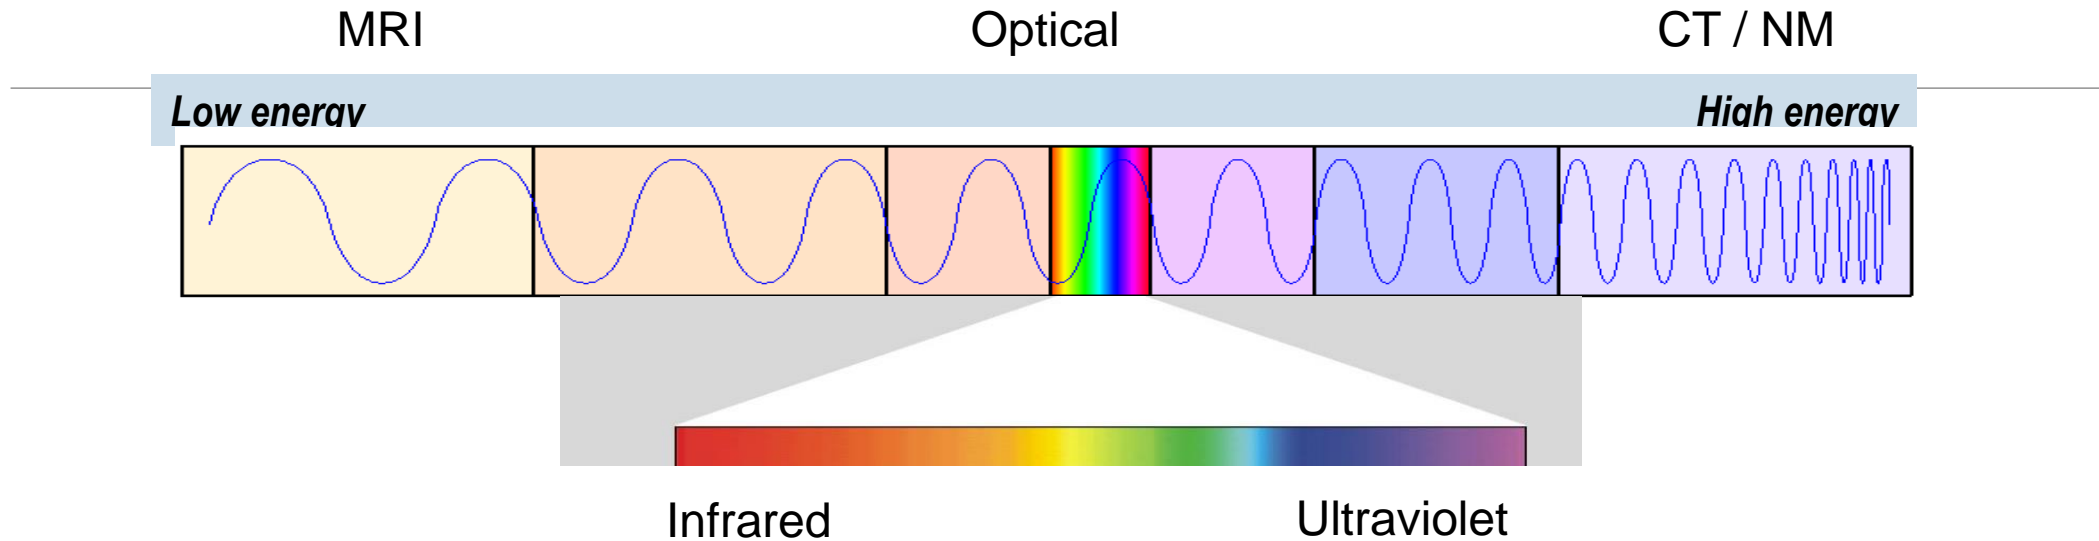 MRI Optical CT / NM
Low energy High energy
Infrared Ultraviolet